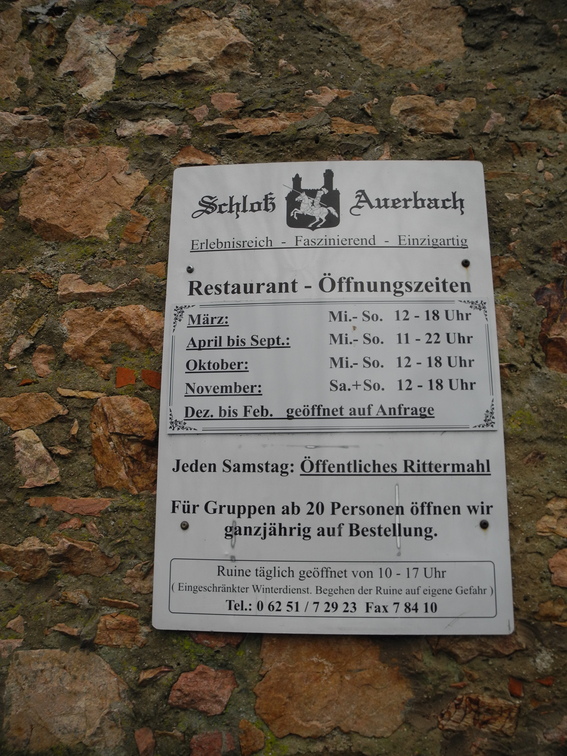 Schloß Auerbach
Erlebnisreich - Faszinierend - Einzigartig
Restaurant - Öffnungszeiten
März: Mi.- So. 12 - 18 Uhr
April bis Sept.: Mi.- So. 11 - 22 Uhr
Oktober: Mi.- So. 12 - 18 Uhr
November: Sa.+So. 12 - 18 Uhr
Dez. bis Feb. geöffnet auf Anfrage
Jeden Samstag: Öffentliches Rittermahl
Für Gruppen ab 20 Personen öffnen wir
ganzjährig auf Bestellung.
Ruine täglich geöffnet von 10 - 17 Uhr
( Eingeschränkter Winterdienst. Begehen der Ruine auf eigene Gefahr )
Tel.: 0 62 51 / 7 29 23 Fax 7 84 10